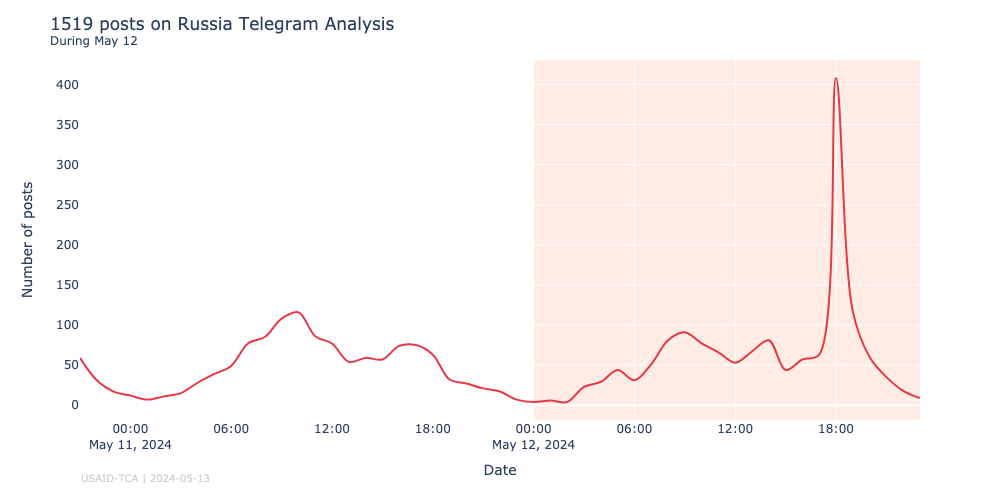 1519 posts on Russia Telegram Analysis
During May 12
Number of posts
400
350
300
250
200
150
100
50
0
00:00 06:00 12:00 18:00 00:00 06:00 12:00 18:00
May 11, 2024 May 12, 2024
Date
USAID-TCA | 2024-05-13